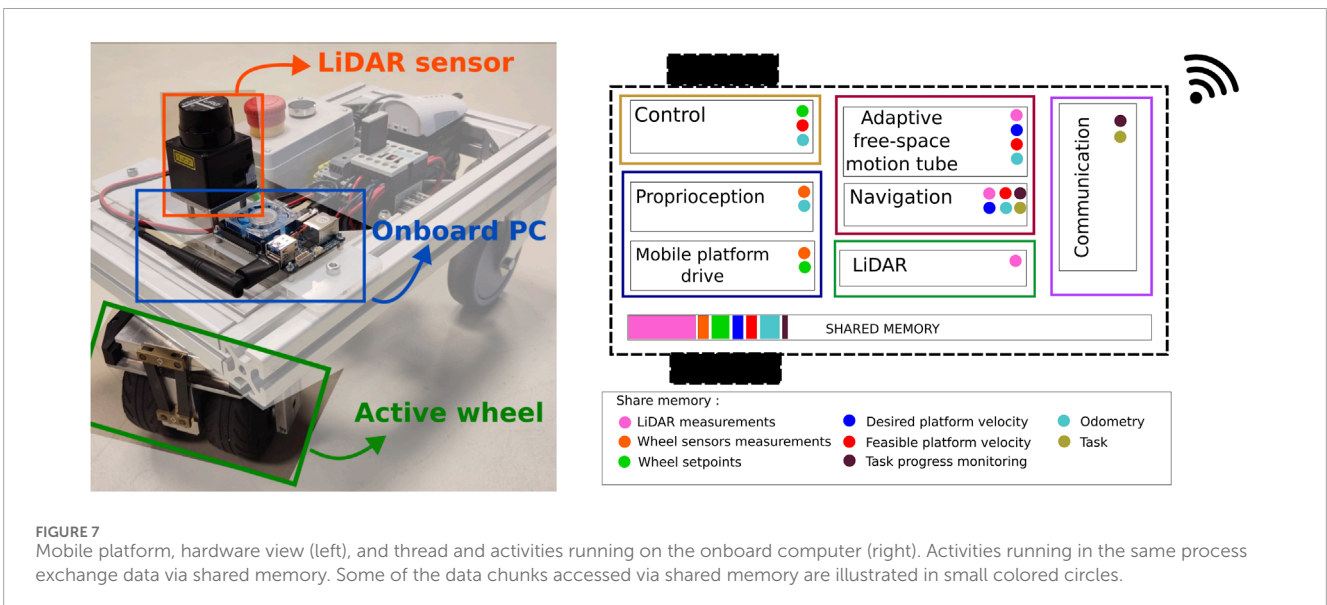 LiDAR sensor
Onboard PC
Active wheel
Control
Proprioception
Mobile platform
drive
Adaptive
free-space
motion tube
Navigation
LiDAR
Communication
SHARED MEMORY
Share memory :
LiDAR measurements
Wheel sensors measurements
Wheel setpoints
Desired platform velocity
Feasible platform velocity
Task progress monitoring
Odometry
Task
FIGURE 7
Mobile platform, hardware view (left), and thread and activities running on the onboard computer (right). Activities running in the same process
exchange data via shared memory. Some of the data chunks accessed via shared memory are illustrated in small colored circles.